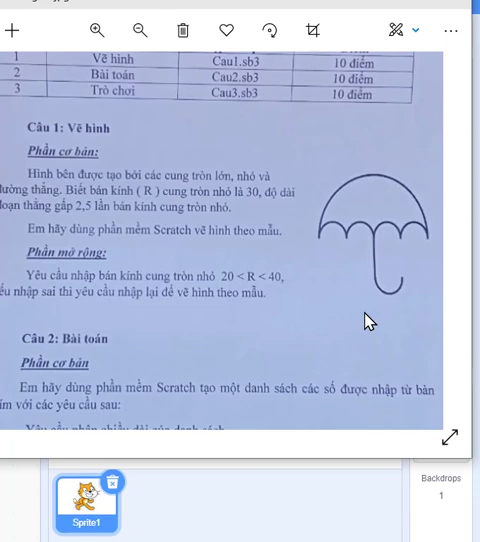 1 Vẽ hình Cau1.sb3 10 điểm
2 Bài toán Cau2.sb3 10 điểm
3 Trò chơi Cau3.sb3 10 điểm
Câu 1: Vẽ hình
Phần cơ bản:
Hình bên được tạo bởi các cung tròn lớn, nhỏ và
đường thẳng. Biết bán kính ( R ) cung tròn nhỏ là 30, độ dài
đoạn thẳng gấp 2,5 lần bán kính cung tròn nhỏ.
Em hãy dùng phần mềm Scratch vẽ hình theo mẫu.
Phần mở rộng:
Yêu cầu nhập bán kính cung tròn nhỏ 20 < R < 40,
nếu nhập sai thì yêu cầu nhập lại để vẽ hình theo mẫu.
Câu 2: Bài toán
Phần cơ bản
Em hãy dùng phần mềm Scratch tạo một danh sách các số được nhập từ bàn
phím với các yêu cầu sau:
Backdrops
1
Sprite1